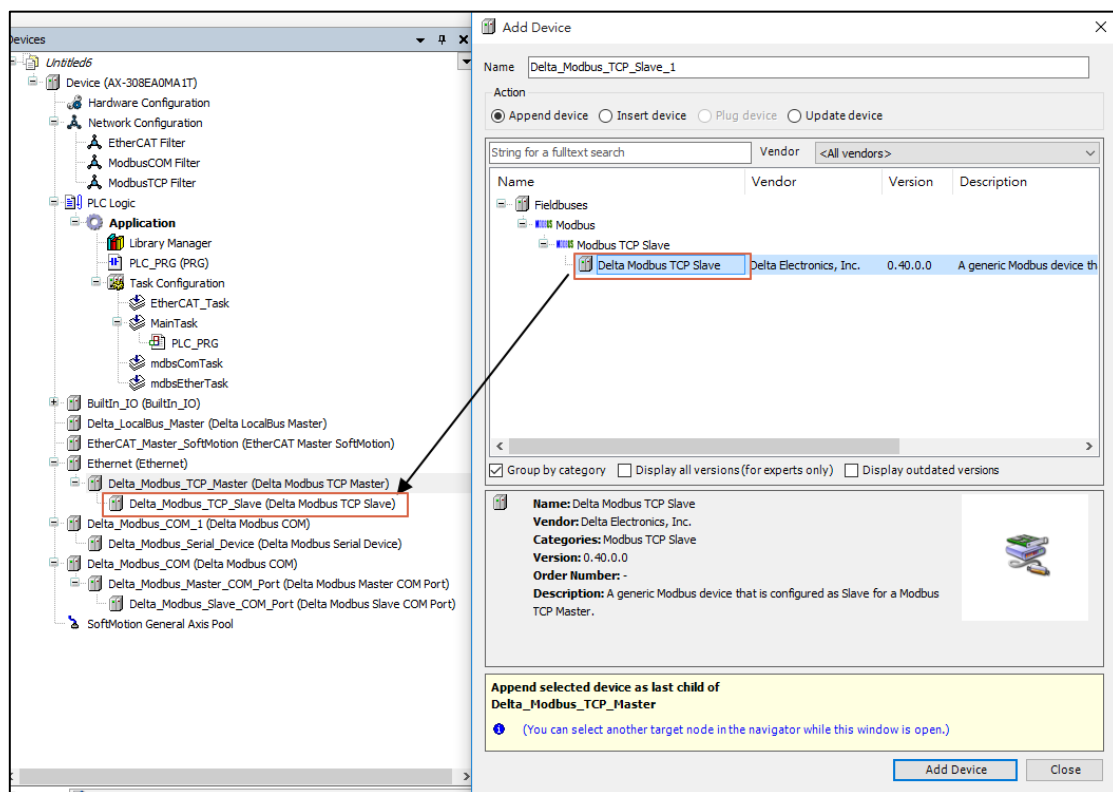 Devices
Untitled6
Device (AX-308EA0MA1T)
Hardware Configuration
Network Configuration
EtherCAT Filter
ModbusCOM Filter
ModbusTCP Filter
PLC Logic
Application
Library Manager
PLC_PRG (PRG)
Task Configuration
EtherCAT_Task
MainTask
PLC_PRG
mdbsComTask
mdbsEtherTask
BuiltIn_IO (BuiltIn_IO)
Delta_LocalBus_Master (Delta LocalBus Master)
EtherCAT_Master_SoftMotion (EtherCAT Master SoftMotion)
Ethernet (Ethernet)
Delta_Modbus_TCP_Master (Delta Modbus TCP Master)
Delta_Modbus_TCP_Slave (Delta Modbus TCP Slave)
Delta_Modbus_COM_1 (Delta Modbus COM)
Delta_Modbus_Serial_Device (Delta Modbus Serial Device)
Delta_Modbus_COM (Delta Modbus COM)
Delta_Modbus_Master_COM_Port (Delta Modbus Master COM Port)
Delta_Modbus_Slave_COM_Port (Delta Modbus Slave COM Port)
SoftMotion General Axis Pool
Add Device
Name Delta_Modbus_TCP_Slave_1
Action
Append device Insert device Plug device Update device
String for a fulltext search Vendor <All vendors>
Name Vendor Version Description
Fieldbuses
Modbus
Modbus TCP Slave
Delta Modbus TCP Slave Delta Electronics, Inc. 0.40.0.0 A generic Modbus device th
Group by category Display all versions (for experts only) Display outdated versions
Name: Delta Modbus TCP Slave
Vendor: Delta Electronics, Inc.
Categories: Modbus TCP Slave
Version: 0.40.0.0
Order Number: -
Description: A generic Modbus device that is configured as Slave for a Modbus
TCP Master.
Append selected device as last child of
Delta_Modbus_TCP_Master
(You can select another target node in the navigator while this window is open.)
Add Device Close